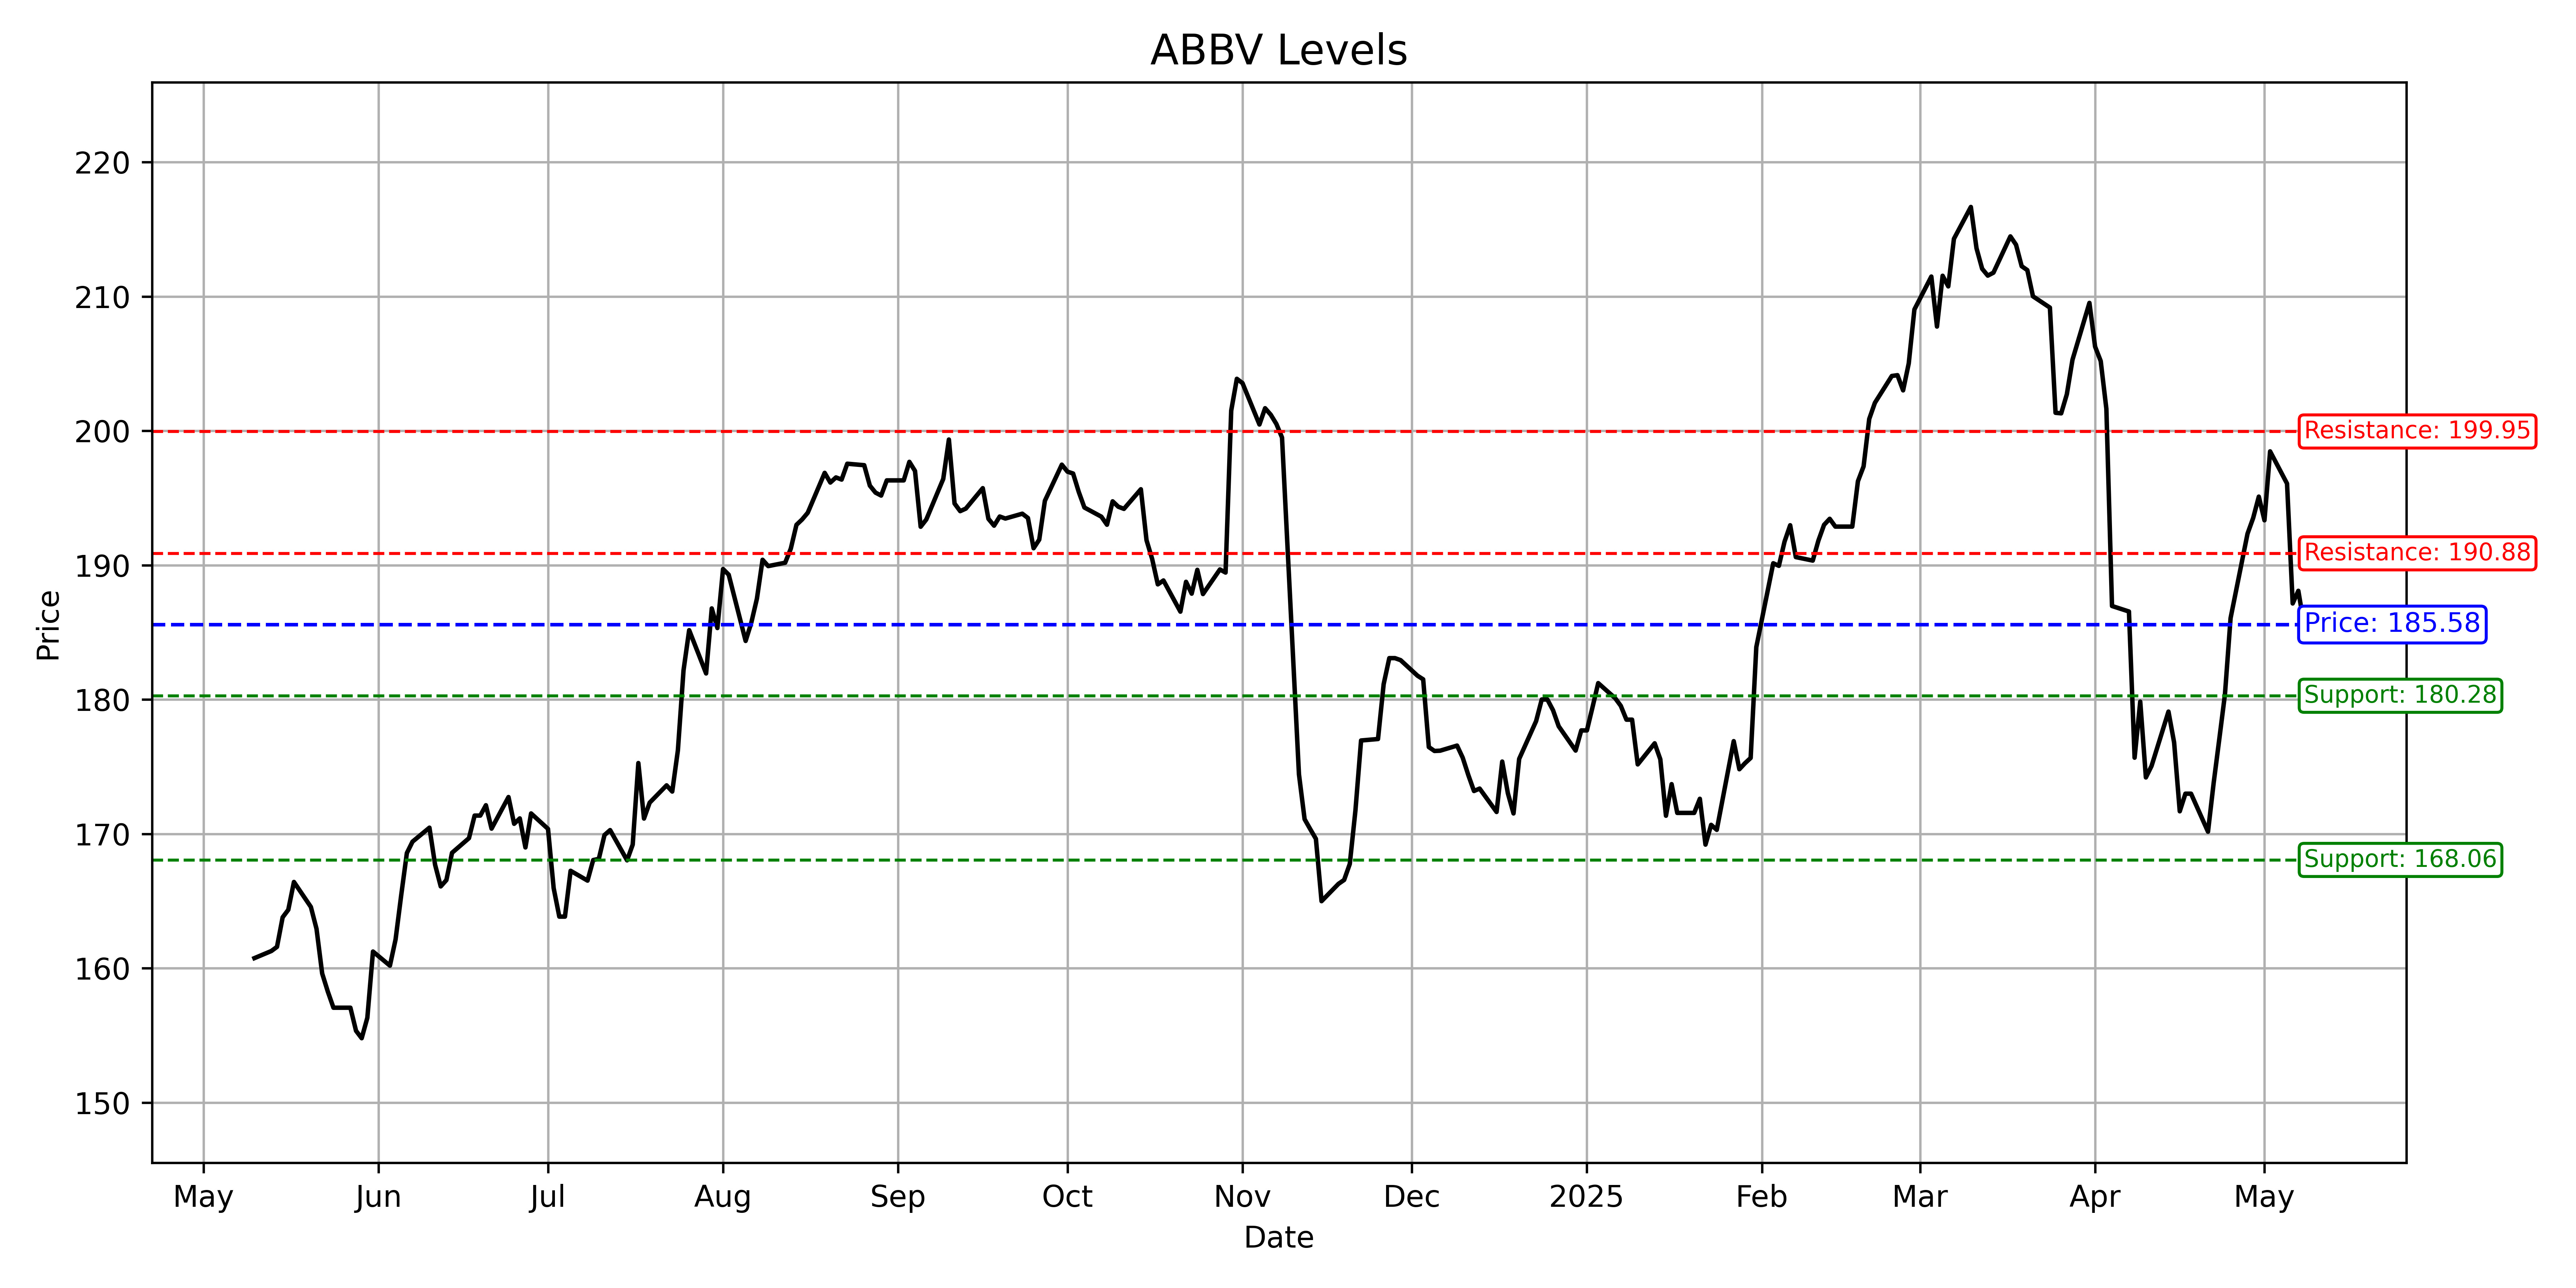 ABBV Levels
Price
220
210
200
190
180
170
160
150
Resistance: 199.95
Resistance: 190.88
Price: 185.58
Support: 180.28
Support: 168.06
May Jun Jul Aug Sep Oct Nov Dec 2025 Feb Mar Apr May
Date